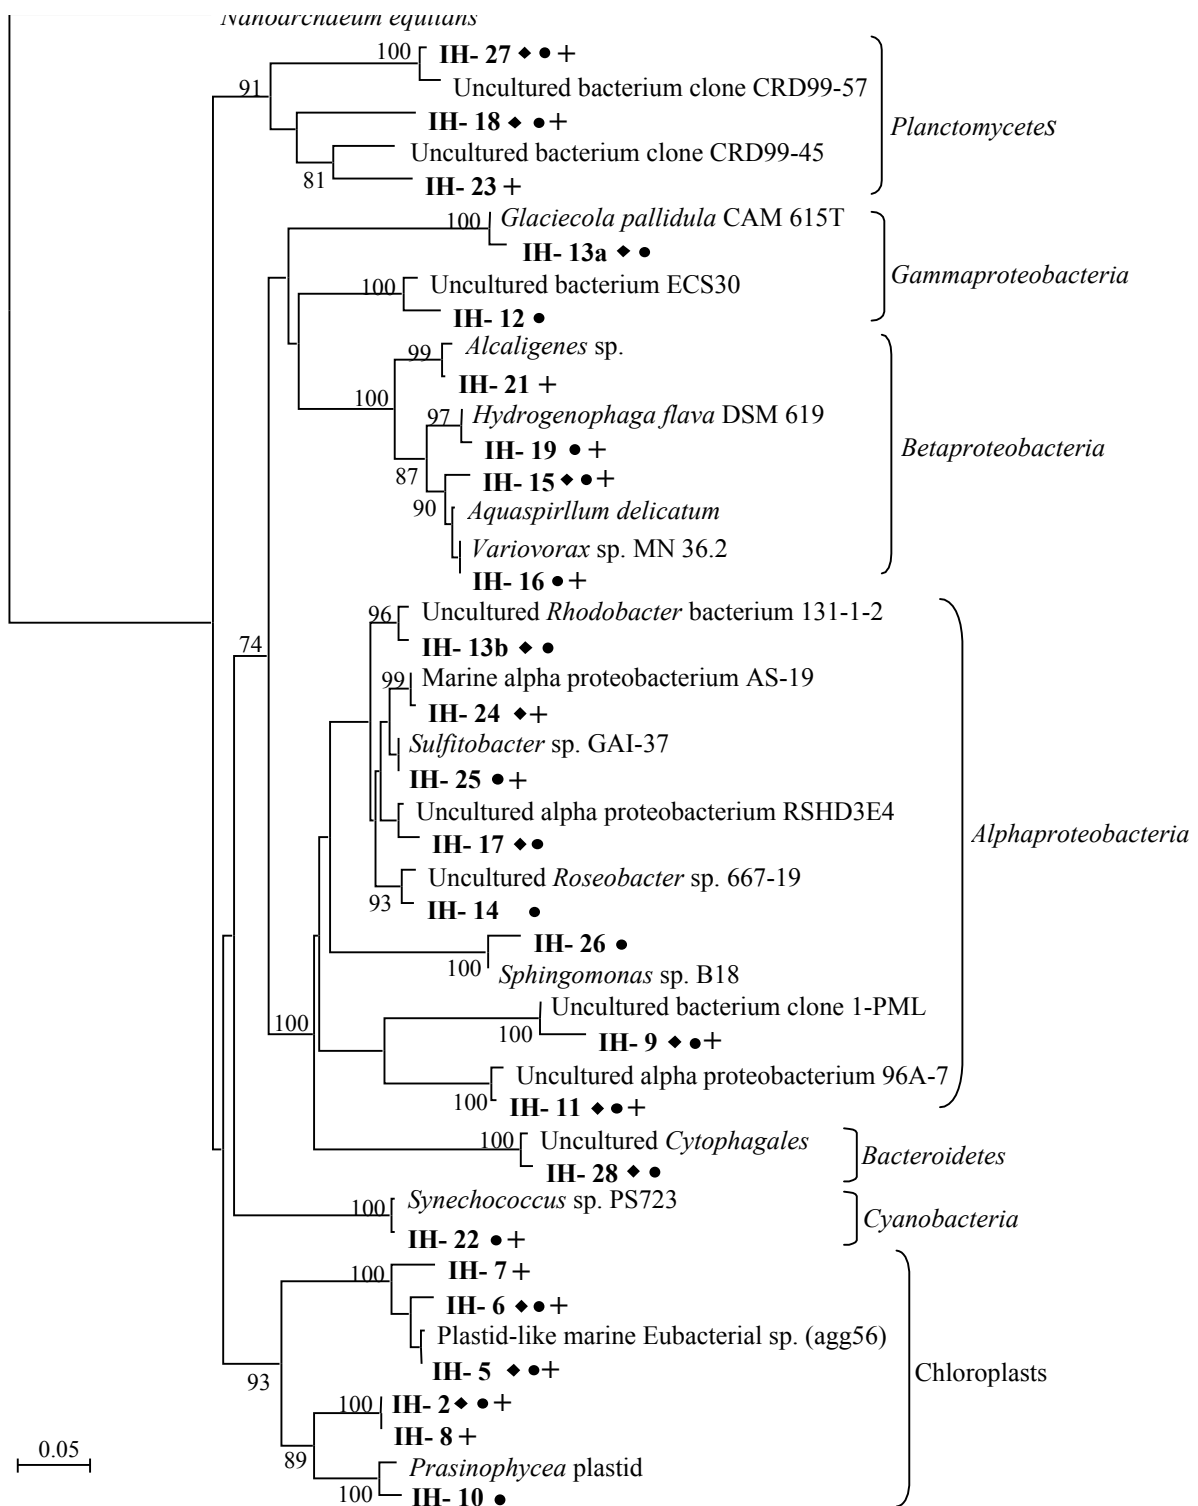 Nanoarchaeum equitans
100 IH- 27 ◆ ● +
Uncultured bacterium clone CRD99-57
91
IH- 18 ◆ ● +
Planctomycetes
Uncultured bacterium clone CRD99-45
81 IH- 23 +
100 Glaciecola pallidula CAM 615T
IH- 13a ◆ ●
Gammaproteobacteria
100 Uncultured bacterium ECS30
IH- 12 ●
99 Alcaligenes sp.
IH- 21 +
100
97 Hydrogenophaga flava DSM 619
IH- 19 ● +
Betaproteobacteria
87
IH- 15 ◆ ● +
90 Aquaspirllum delicatum
Variovorax sp. MN 36.2
IH- 16 ● +
96 Uncultured Rhodobacter bacterium 131-1-2
74 IH- 13b ◆ ●
99 Marine alpha proteobacterium AS-19
IH- 24 ◆ +
Sulfitobacter sp. GAI-37
IH- 25 ● +
Uncultured alpha proteobacterium RSHD3E4
IH- 17 ◆ ●
Alphaproteobacteria
Uncultured Roseobacter sp. 667-19
93 IH- 14 ●
IH- 26 ●
100 Sphingomonas sp. B18
Uncultured bacterium clone 1-PML
100
100 IH- 9 ◆ ● +
Uncultured alpha proteobacterium 96A-7
100 IH- 11 ◆ ● +
100 Uncultured Cytophagales
Bacteroidetes
IH- 28 ◆ ●
100 Synechococcus sp. PS723
Cyanobacteria
IH- 22 ● +
100 IH- 7 +
IH- 6 ◆ ● +
Plastid-like marine Eubacterial sp. (agg56)
IH- 5 ◆ ● +
93
Chloroplasts
100 IH- 2 ◆ ● +
IH- 8 +
0.05
89
Prasinophycea plastid
100 IH- 10 ●